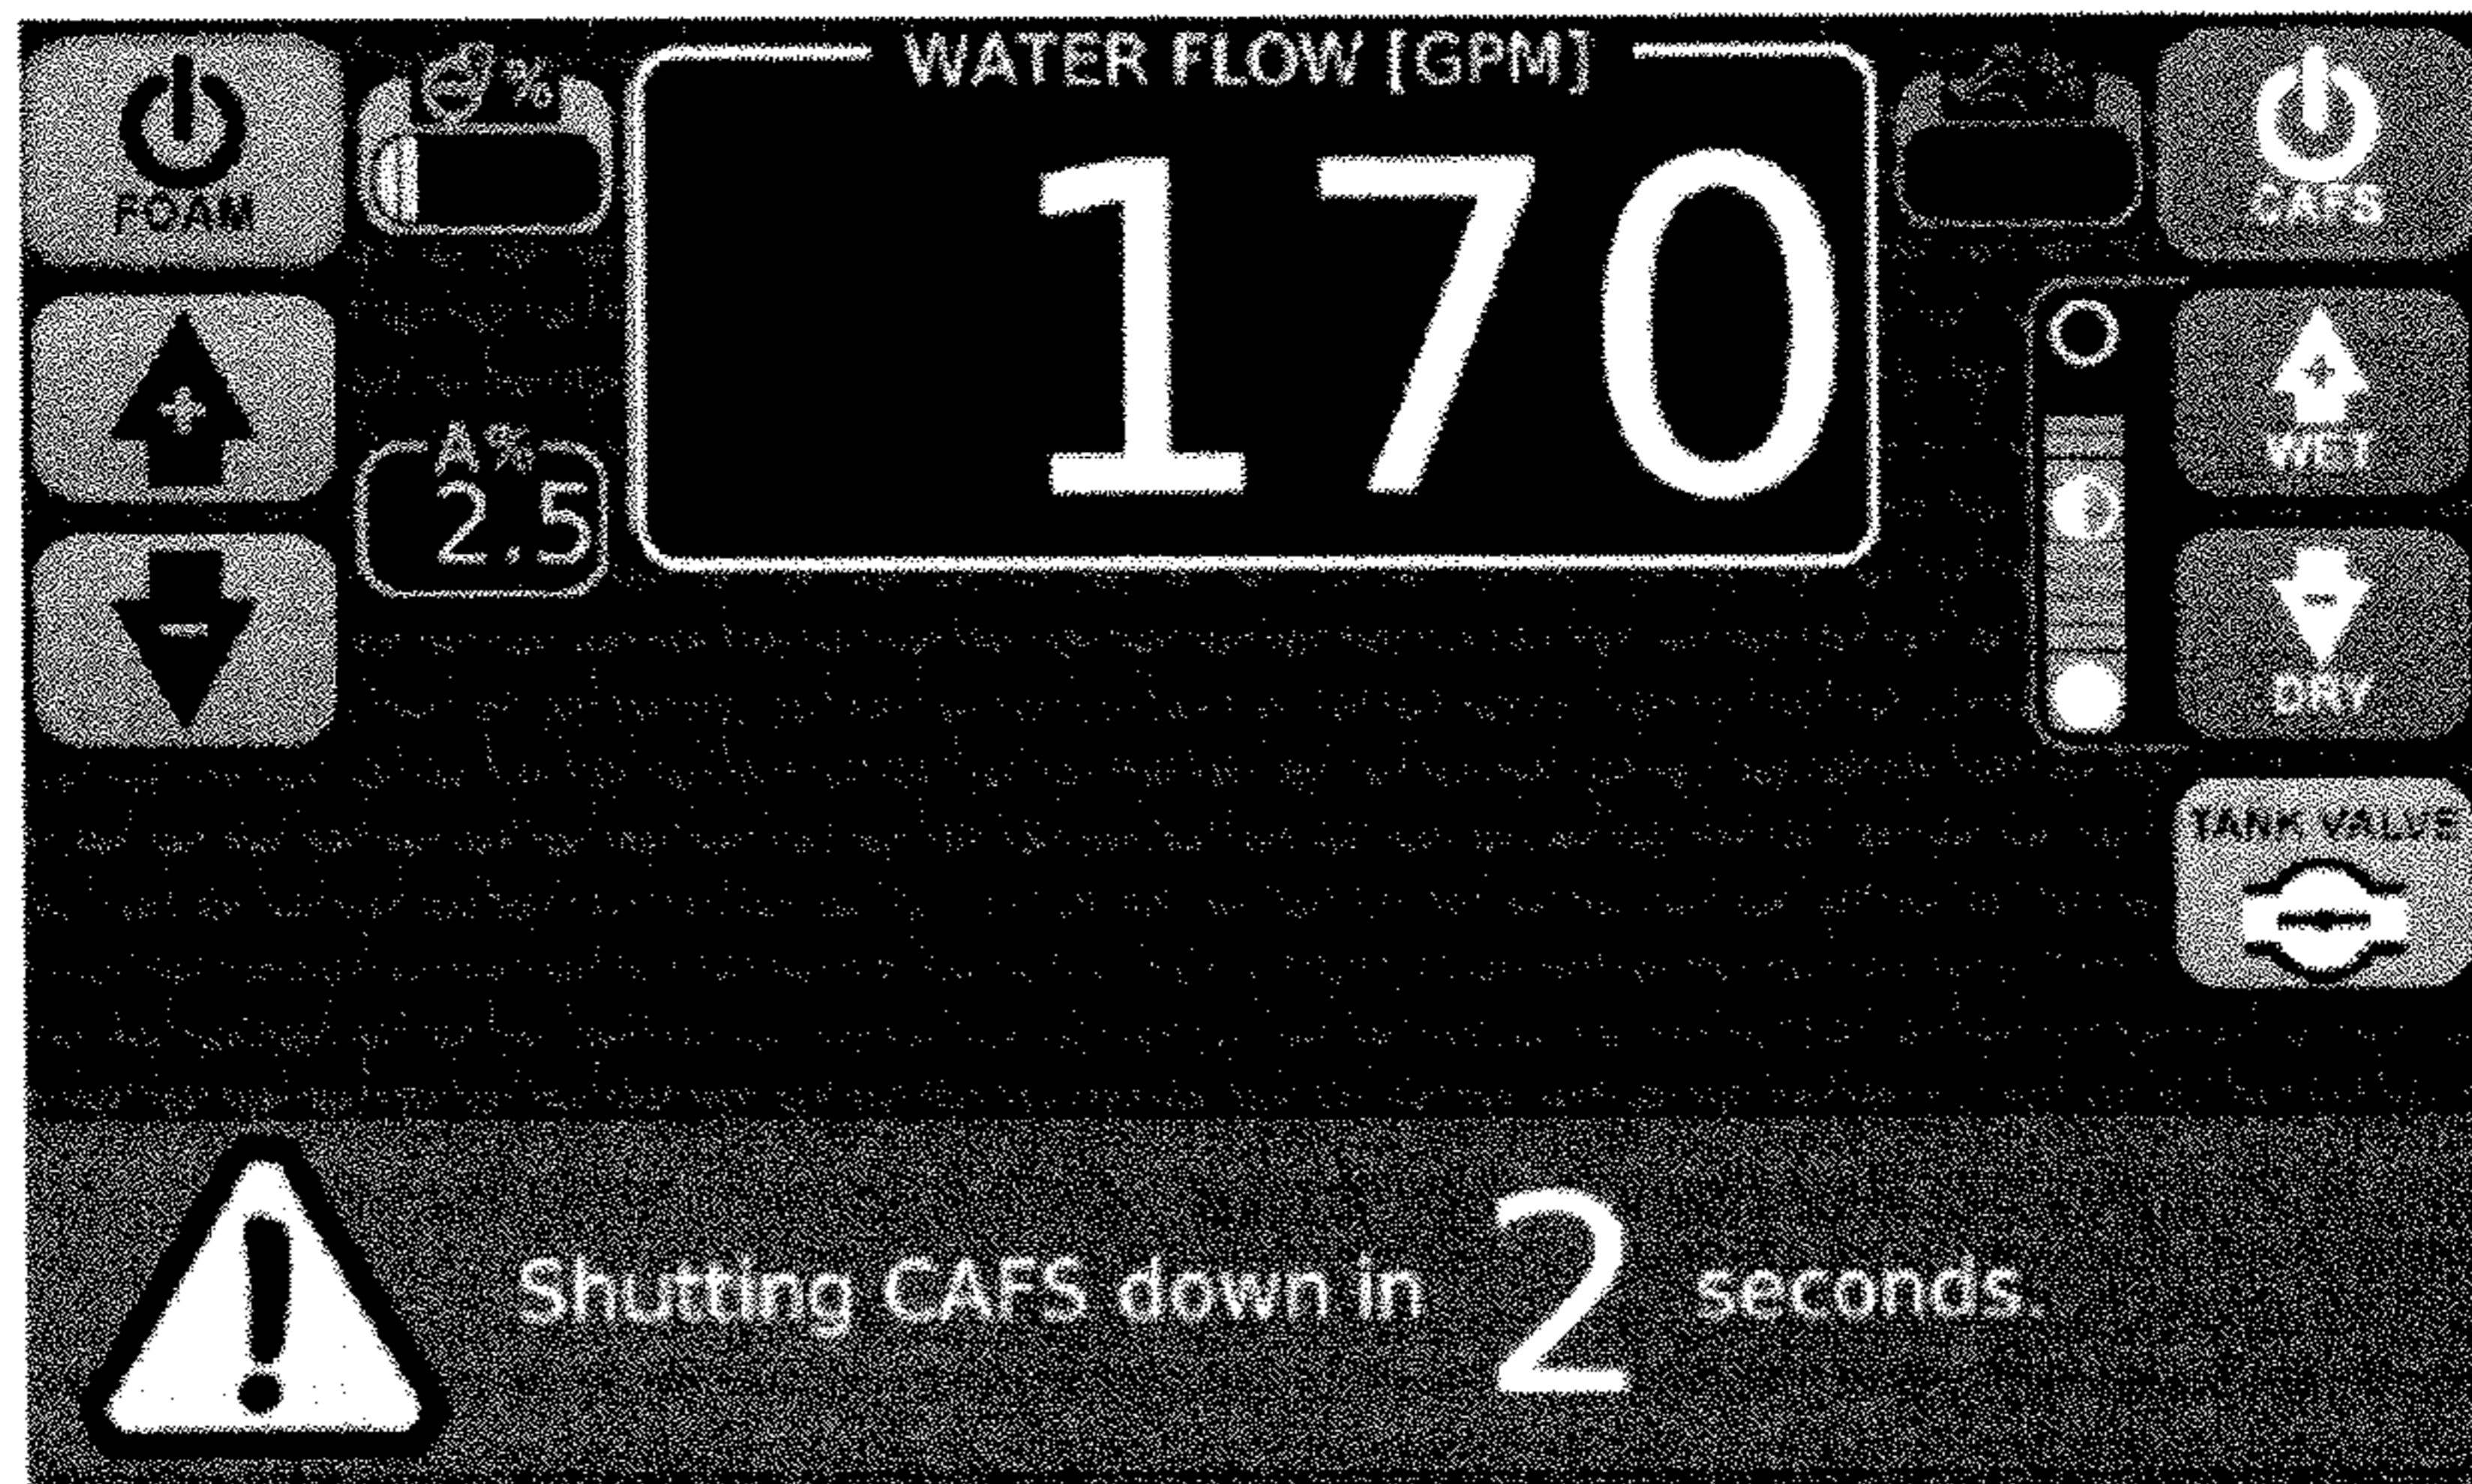 WATER FLOW [GPM]
170
FOAM
%
+
A %
2.5
-
CAFS
+
WET
-
DRY
TANK VALVE
Shutting CAFS down in 2 seconds.